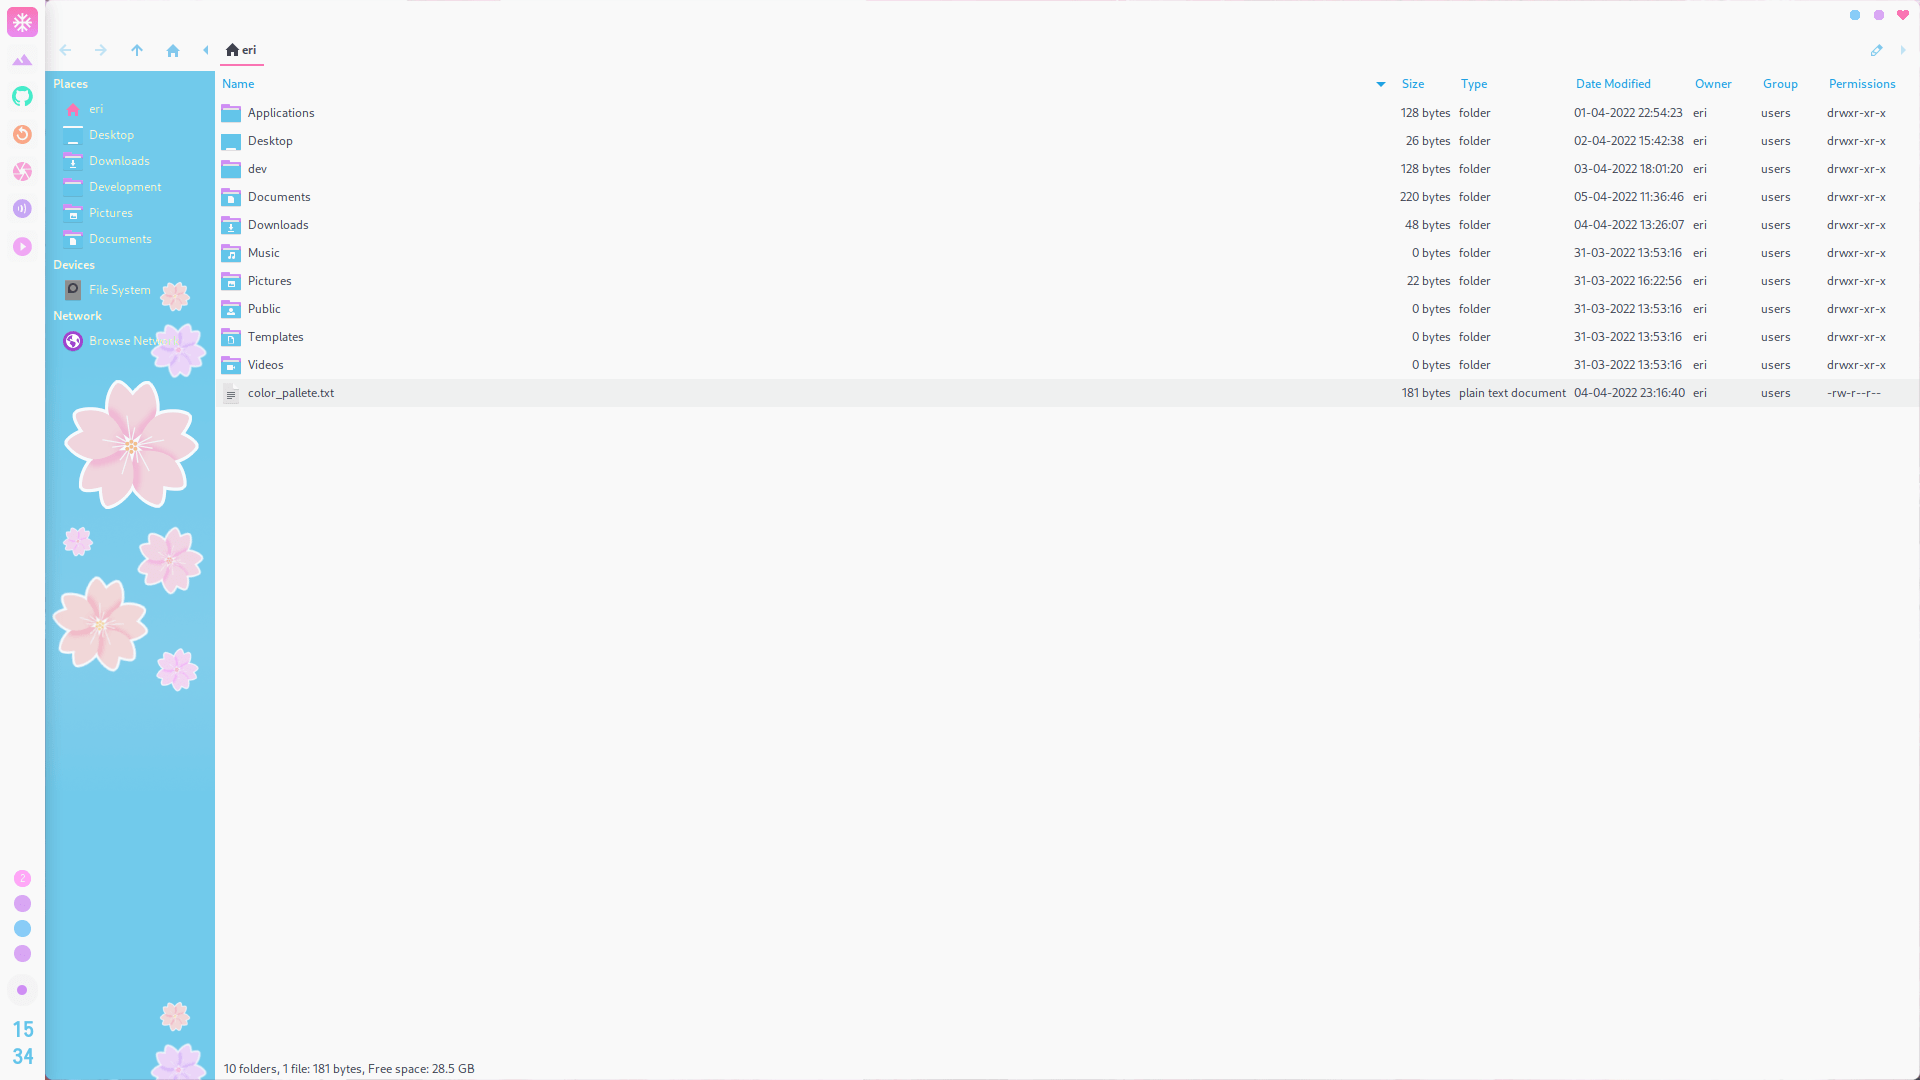 eri
Places
eri
Desktop
Downloads
Development
Pictures
Documents
Devices
File System
Network
Browse Network
Name Size Type Date Modified Owner Group Permissions
Applications 128 bytes folder 01-04-2022 22:54:23 eri users drwxr-xr-x
Desktop 26 bytes folder 02-04-2022 15:42:38 eri users drwxr-xr-x
dev 128 bytes folder 03-04-2022 18:01:20 eri users drwxr-xr-x
Documents 220 bytes folder 05-04-2022 11:36:46 eri users drwxr-xr-x
Downloads 48 bytes folder 04-04-2022 13:26:07 eri users drwxr-xr-x
Music 0 bytes folder 31-03-2022 13:53:16 eri users drwxr-xr-x
Pictures 22 bytes folder 31-03-2022 16:22:56 eri users drwxr-xr-x
Public 0 bytes folder 31-03-2022 13:53:16 eri users drwxr-xr-x
Templates 0 bytes folder 31-03-2022 13:53:16 eri users drwxr-xr-x
Videos 0 bytes folder 31-03-2022 13:53:16 eri users drwxr-xr-x
color_pallete.txt 181 bytes plain text document 04-04-2022 23:16:40 eri users -rw-r--r--
2
15
34
10 folders, 1 file: 181 bytes, Free space: 28.5 GB